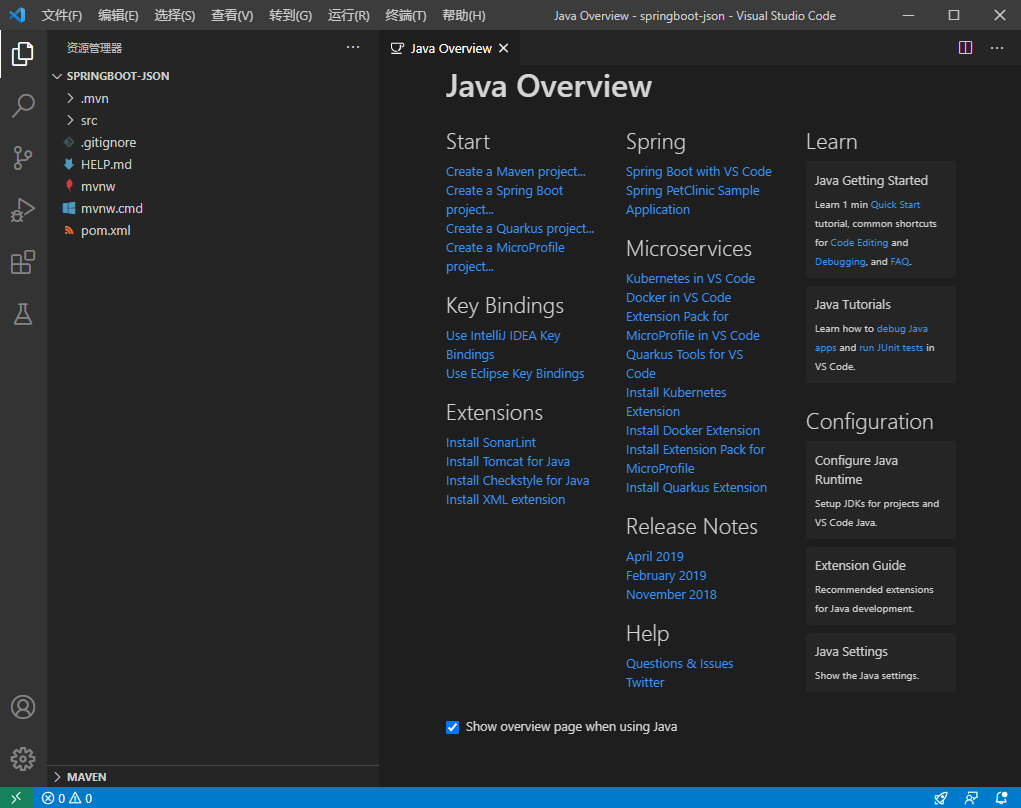 文件(F) 编辑(E) 选择(S) 查看(V) 转到(G) 运行(R) 终端(T) 帮助(H) Java Overview - springboot-json - Visual Studio Code
资源管理器
SPRINGBOOT-JSON
.mvn
src
.gitignore
HELP.md
mvnw
mvnw.cmd
pom.xml
MAVEN
Java Overview
Java Overview
Start
Create a Maven project...
Create a Spring Boot
project...
Create a Quarkus project...
Create a MicroProfile
project...
Key Bindings
Use IntelliJ IDEA Key
Bindings
Use Eclipse Key Bindings
Extensions
Install SonarLint
Install Tomcat for Java
Install Checkstyle for Java
Install XML extension
Spring
Spring Boot with VS Code
Spring PetClinic Sample
Application
Microservices
Kubernetes in VS Code
Docker in VS Code
Extension Pack for
MicroProfile in VS Code
Quarkus Tools for VS
Code
Install Kubernetes
Extension
Install Docker Extension
Install Extension Pack for
MicroProfile
Install Quarkus Extension
Release Notes
April 2019
February 2019
November 2018
Help
Questions & Issues
Twitter
Learn
Java Getting Started
Learn 1 min Quick Start
tutorial, common shortcuts
for Code Editing and
Debugging, and FAQ.
Java Tutorials
Learn how to debug Java
apps and run JUnit tests in
VS Code.
Configuration
Configure Java
Runtime
Setup JDKs for projects and
VS Code Java.
Extension Guide
Recommended extensions
for Java development.
Java Settings
Show the Java settings.
Show overview page when using Java
0 0